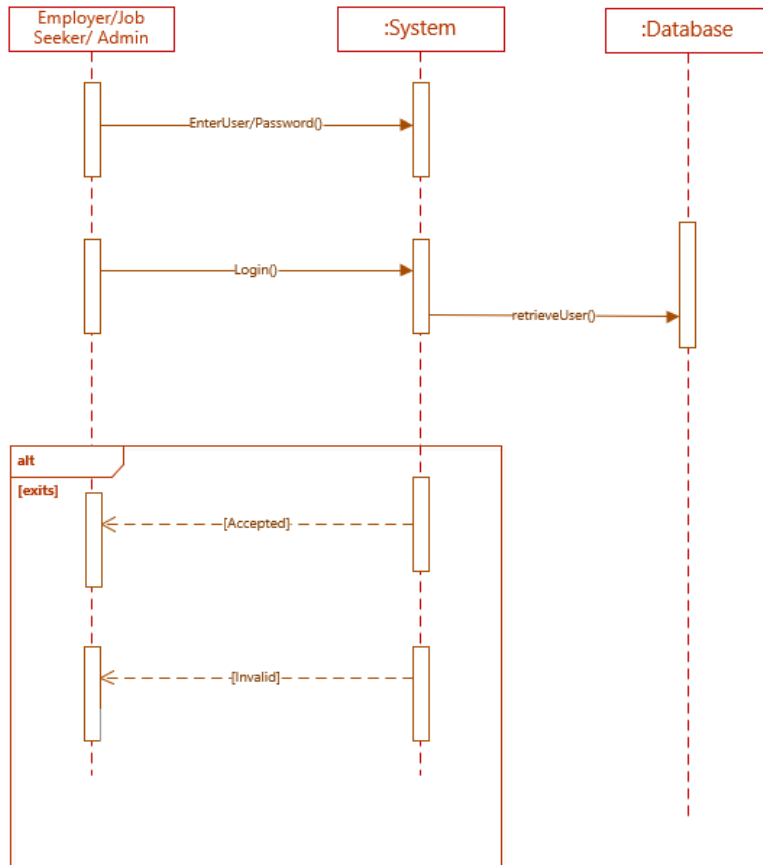 Employer/Job
Seeker/ Admin
:System
:Database
EnterUser/Password()
Login()
retrieveUser()
alt
[exits]
[Accepted]
[Invalid]